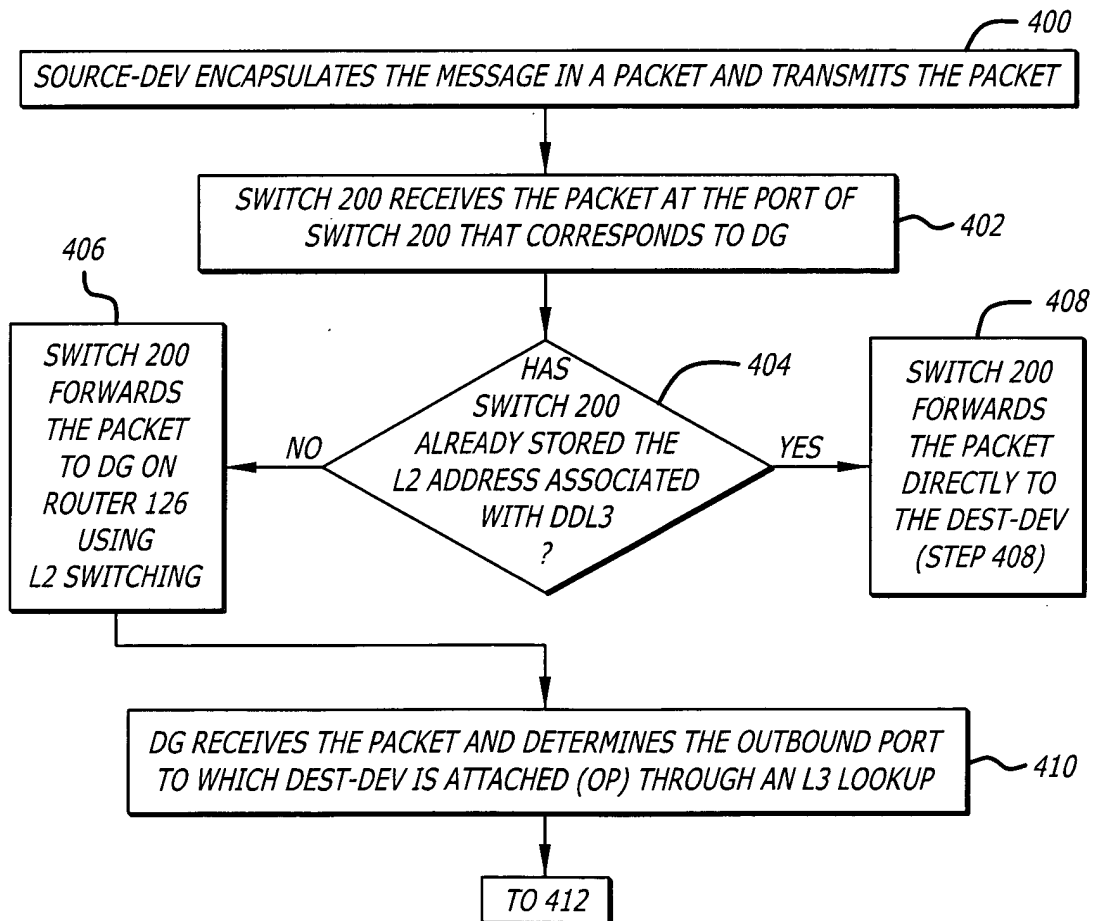 400
SOURCE-DEV ENCAPSULATES THE MESSAGE IN A PACKET AND TRANSMITS THE PACKET
SWITCH 200 RECEIVES THE PACKET AT THE PORT OF
SWITCH 200 THAT CORRESPONDS TO DG
402
406
SWITCH 200
FORWARDS
THE PACKET
TO DG ON
ROUTER 126
USING
L2 SWITCHING
NO
HAS
SWITCH 200
ALREADY STORED THE
L2 ADDRESS ASSOCIATED
WITH DDL3
?
404
YES
408
SWITCH 200
FORWARDS
THE PACKET
DIRECTLY TO
THE DEST-DEV
(STEP 408)
DG RECEIVES THE PACKET AND DETERMINES THE OUTBOUND PORT
TO WHICH DEST-DEV IS ATTACHED (OP) THROUGH AN L3 LOOKUP
410
TO 412